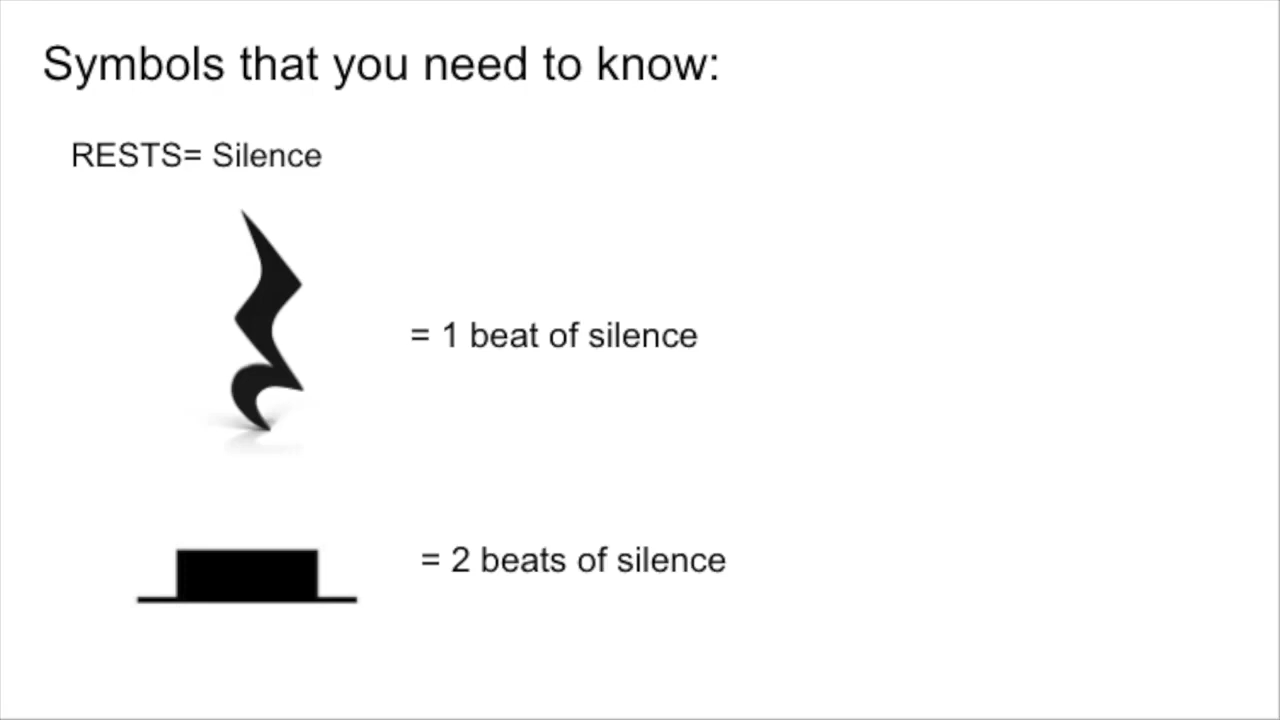 Symbols that you need to know:
RESTS= Silence
= 1 beat of silence
= 2 beats of silence